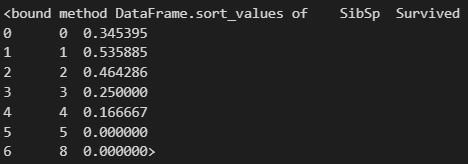 <bound method DataFrame.sort_values of    SibSp  Survived
0      0  0.345395
1      1  0.535885
2      2  0.464286
3      3  0.250000
4      4  0.166667
5      5  0.000000
6      8  0.000000>